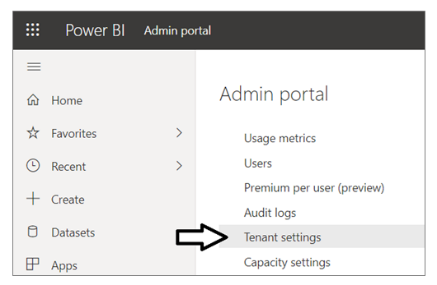 Power BI Admin portal
Home
Favorites
Recent
Create
Datasets
Apps
Admin portal
Usage metrics
Users
Premium per user (preview)
Audit logs
Tenant settings
Capacity settings